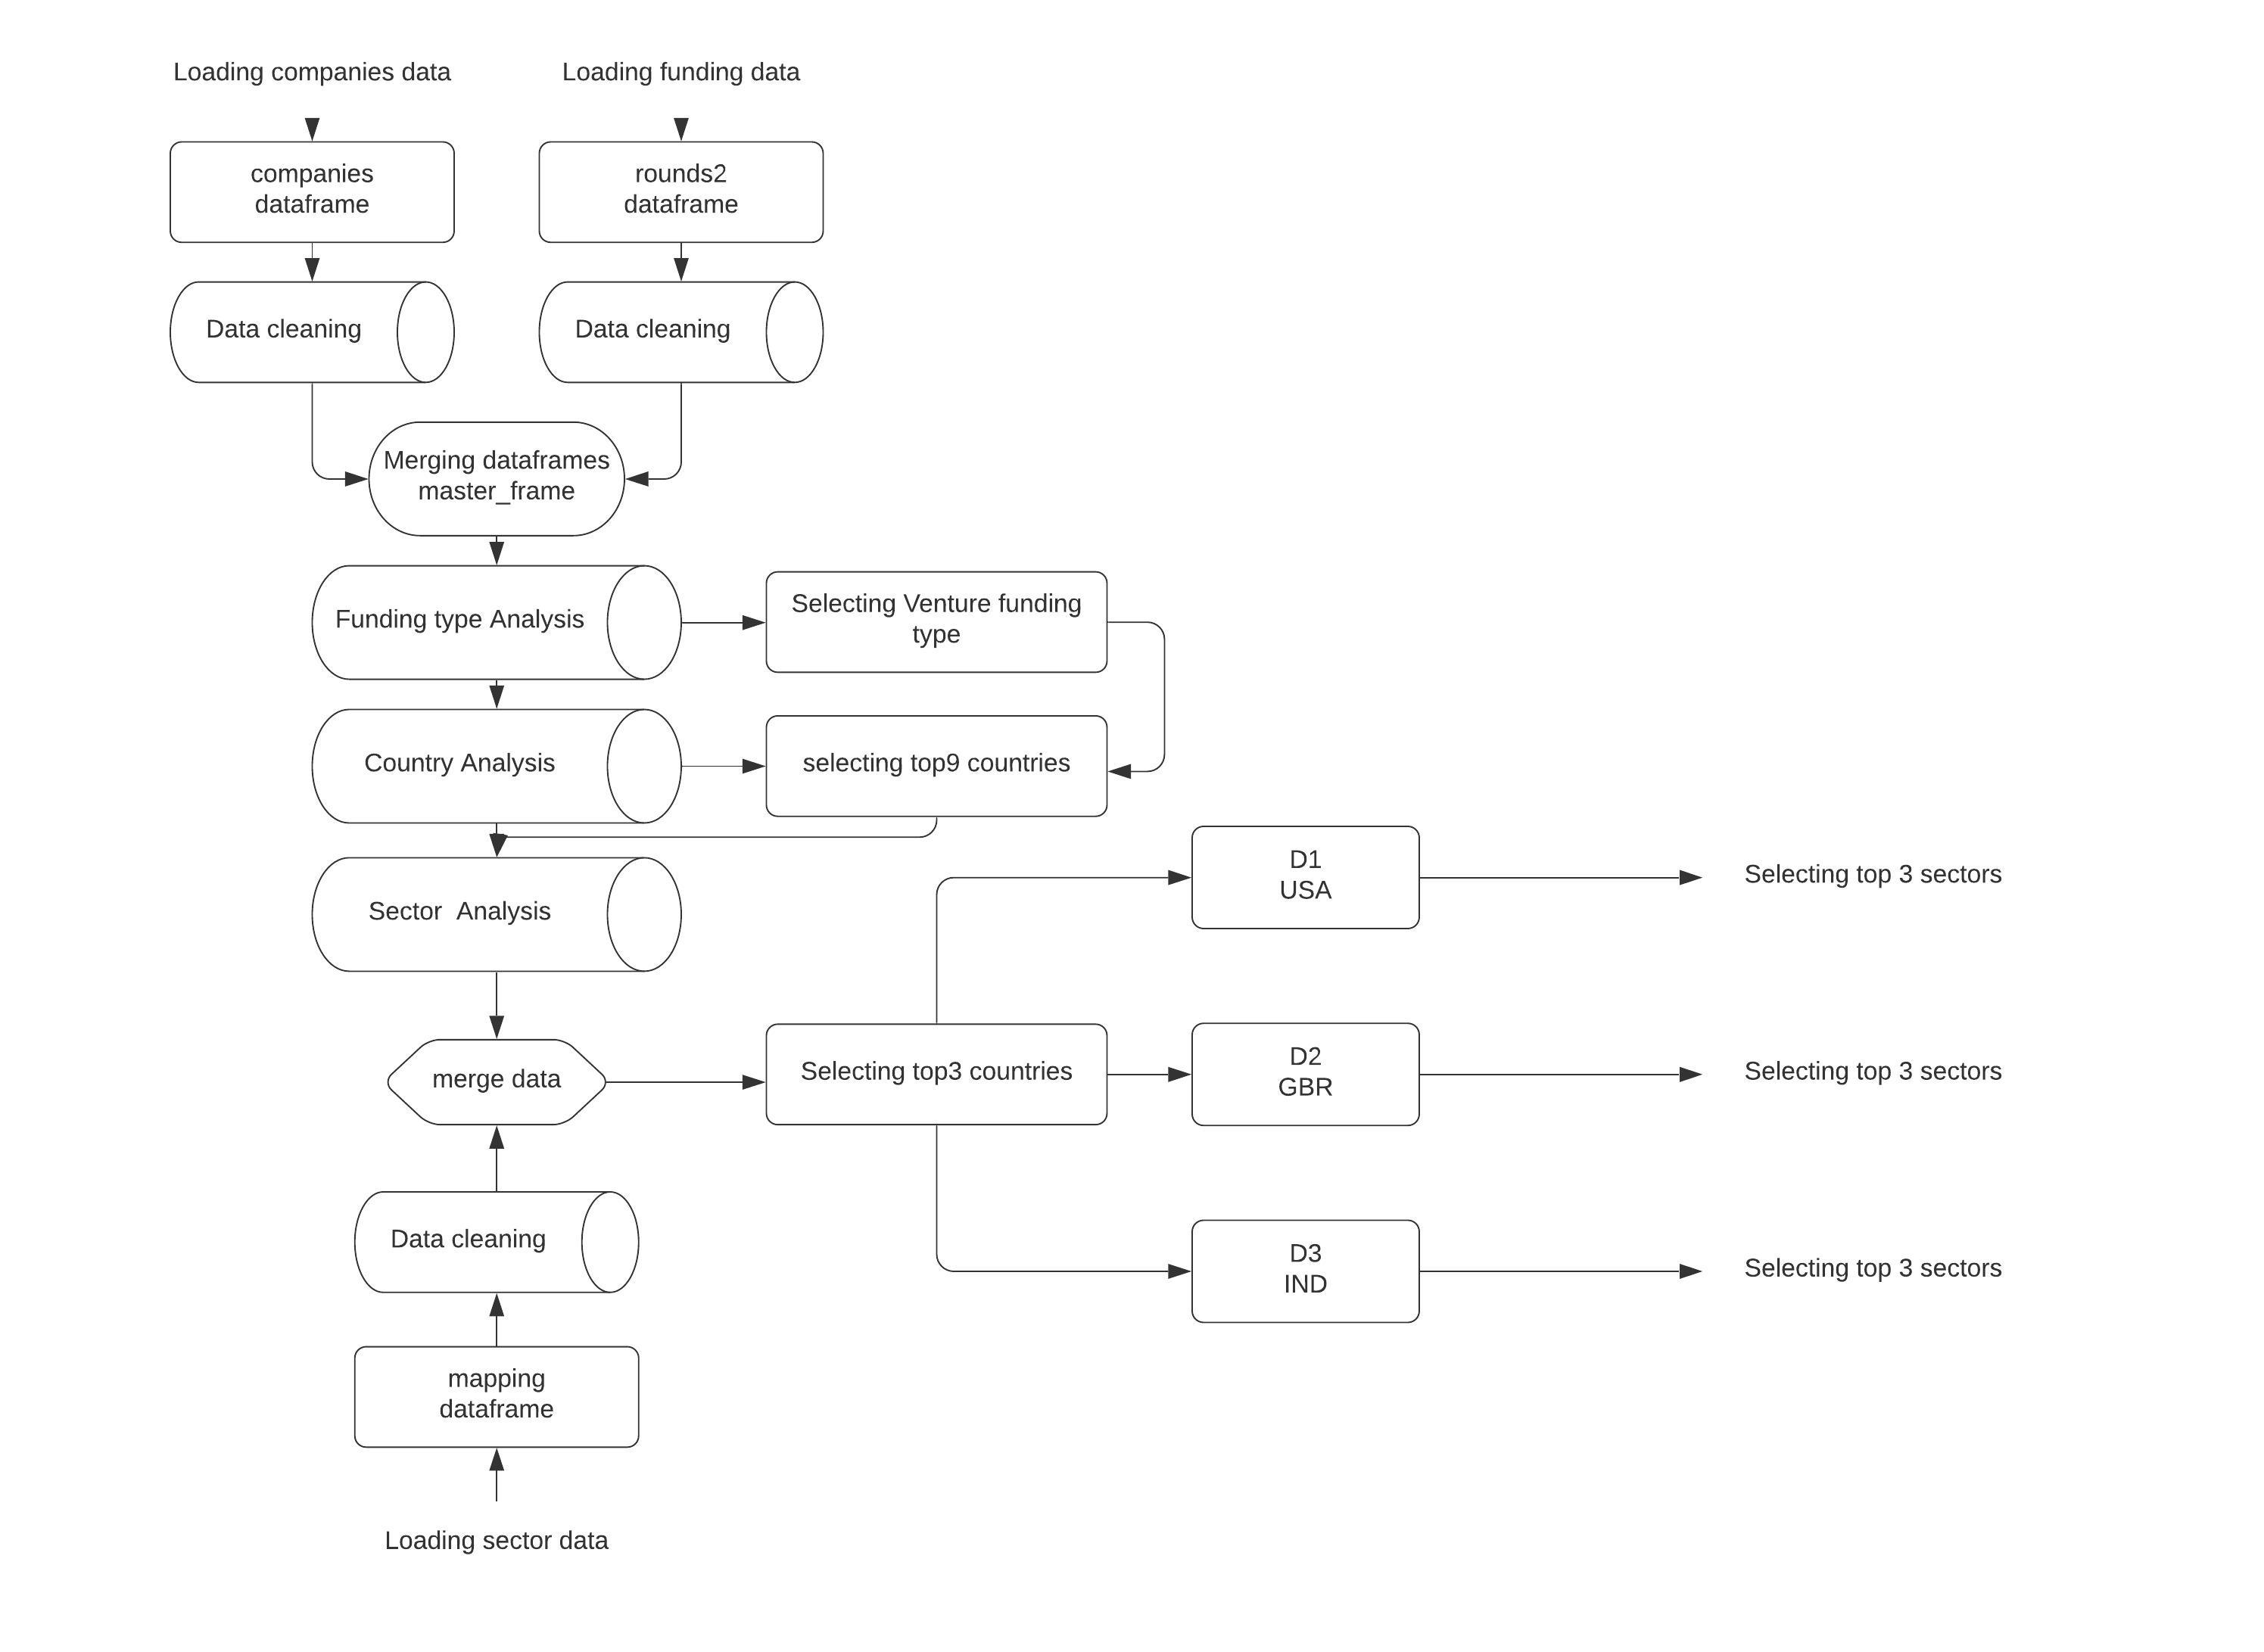 Loading companies data
Loading funding data
companies
dataframe
rounds2
dataframe
Data cleaning
Data cleaning
Merging dataframes
master_frame
Funding type Analysis
Selecting Venture funding
type
Country Analysis
selecting top9 countries
Sector  Analysis
D1
USA
Selecting top 3 sectors
merge data
Selecting top3 countries
D2
GBR
Selecting top 3 sectors
Data cleaning
D3
IND
Selecting top 3 sectors
mapping
dataframe
Loading sector data